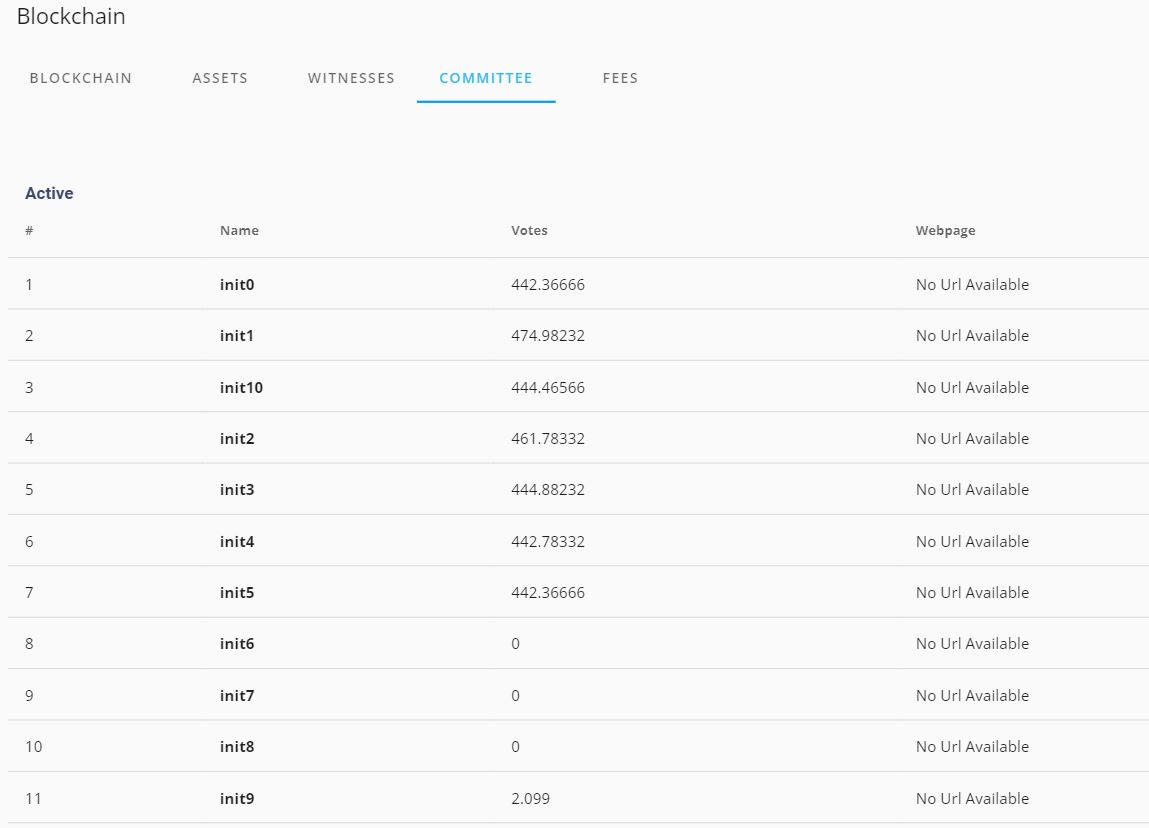 Blockchain
BLOCKCHAIN ASSETS WITNESSES COMMITTEE FEES
Active
# Name Votes Webpage
1 init0 442.36666 No Url Available
2 init1 474.98232 No Url Available
3 init10 444.46566 No Url Available
4 init2 461.78332 No Url Available
5 init3 444.88232 No Url Available
6 init4 442.78332 No Url Available
7 init5 442.36666 No Url Available
8 init6 0 No Url Available
9 init7 0 No Url Available
10 init8 0 No Url Available
11 init9 2.099 No Url Available